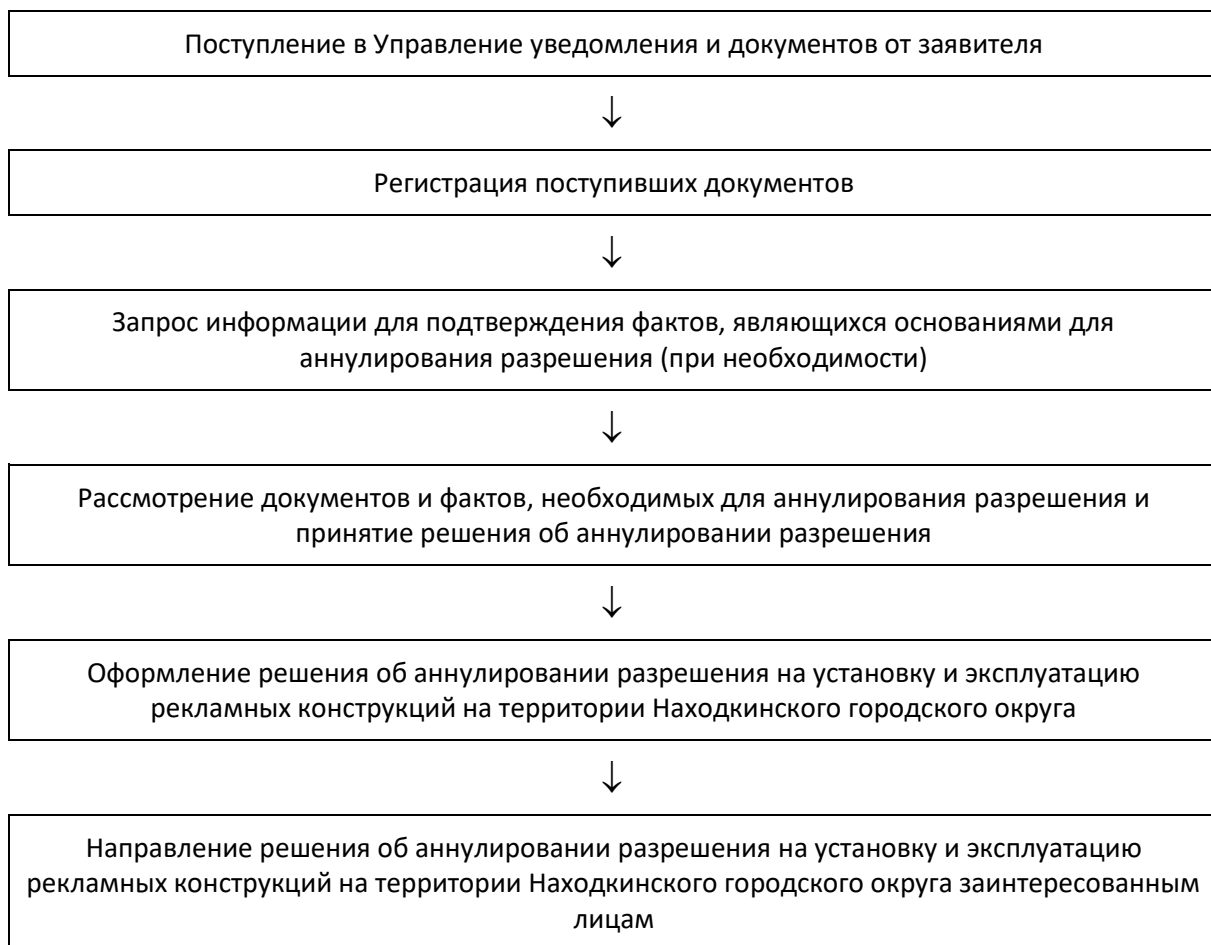 Поступление в Управление уведомления и документов от заявителя
↓
Регистрация поступивших документов
↓
Запрос информации для подтверждения фактов, являющихся основаниями для
аннулирования разрешения (при необходимости)
↓
Рассмотрение документов и фактов, необходимых для аннулирования разрешения и
принятие решения об аннулировании разрешения
↓
Оформление решения об аннулировании разрешения на установку и эксплуатацию
рекламных конструкций на территории Находкинского городского округа
↓
Направление решения об аннулировании разрешения на установку и эксплуатацию
рекламных конструкций на территории Находкинского городского округа заинтересованным
лицам